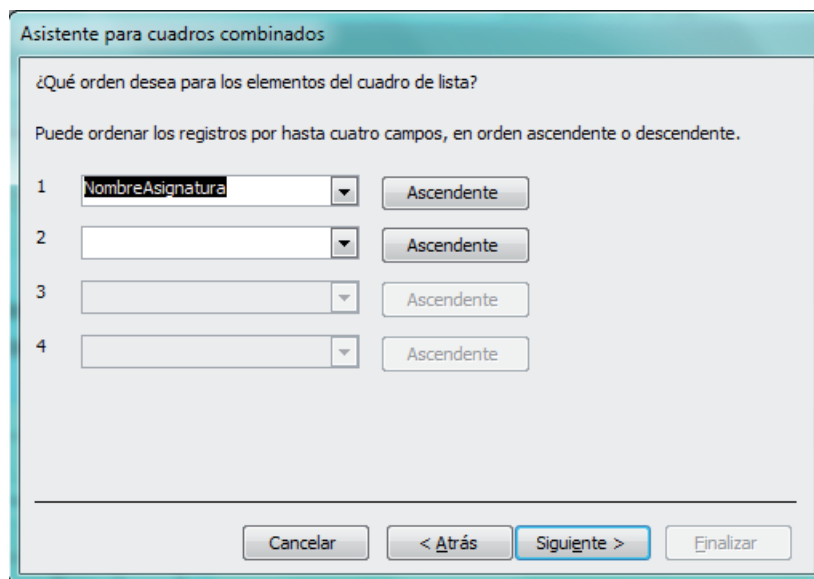 Asistente para cuadros combinados
¿Qué orden desea para los elementos del cuadro de lista?
Puede ordenar los registros por hasta cuatro campos, en orden ascendente o descendente.
1 NombreAsignatura Ascendente
2 Ascendente
3 Ascendente
4 Ascendente
Cancelar < Atrás Siguiente > Finalizar